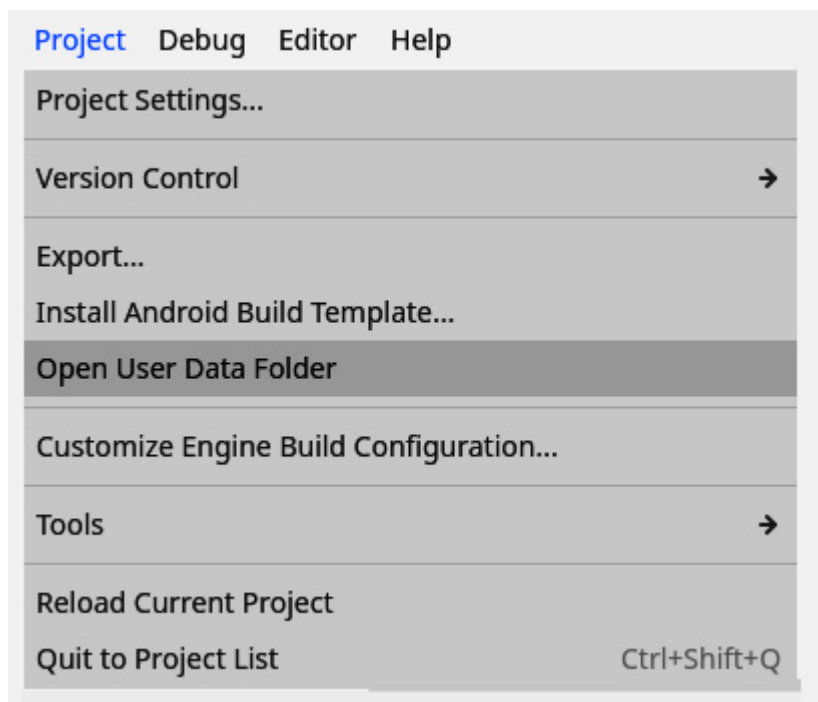 Project Debug Editor Help
Project Settings...
Version Control
Export...
Install Android Build Template...
Open User Data Folder
Customize Engine Build Configuration...
Tools
Reload Current Project
Quit to Project List Ctrl+Shift+Q